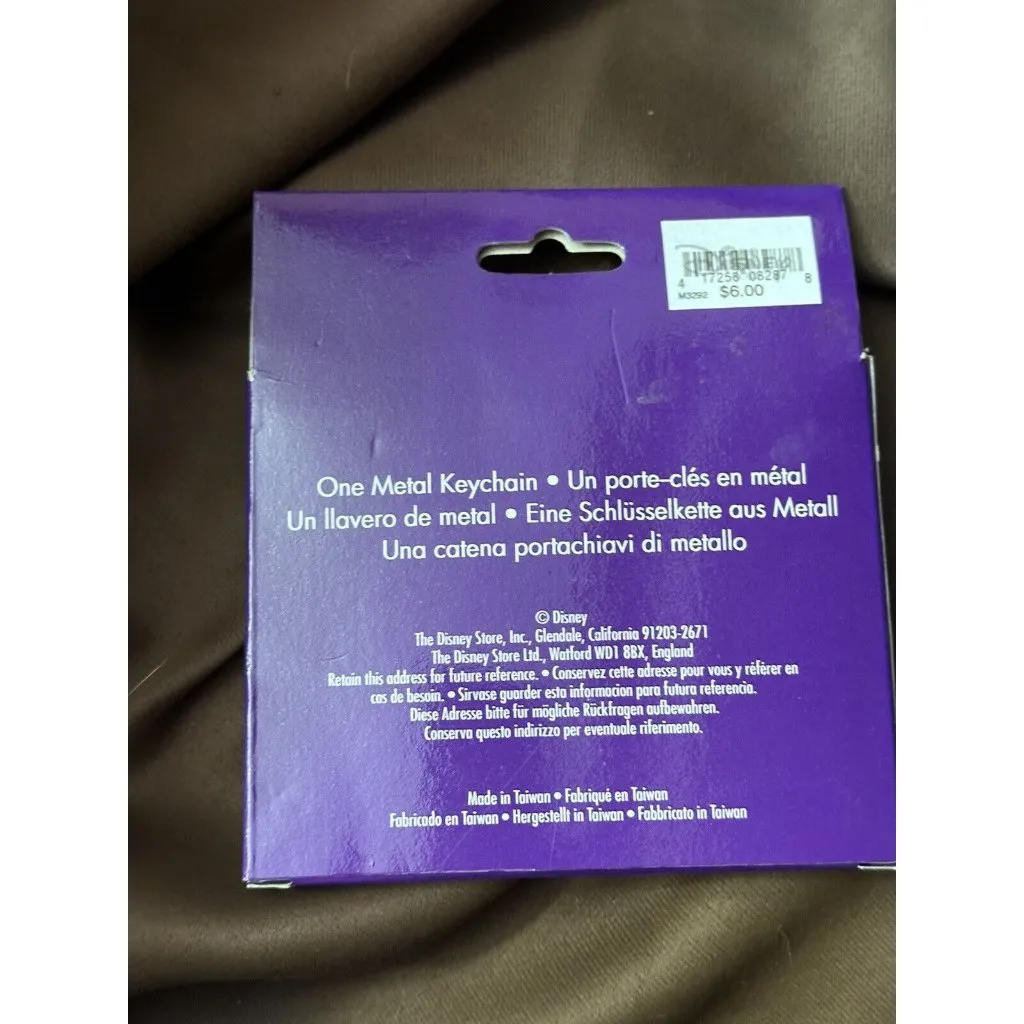 4 17258 08287 8
M3292 $6.00
One Metal Keychain • Un porte-clés en métal
Un llavero de metal • Eine Schlüsselkette aus Metall
Una catena portachiavi di metallo
© Disney
The Disney Store, Inc., Glendale, California 91203-2671
The Disney Store Ltd., Watford WD1 8BX, England
Retain this address for future reference. • Conservez cette adresse pour vous y référer en
cas de besoin. • Sirvase guarder esta informacion para futura referencia.
Diese Adresse bitte für mögliche Rückfragen aufbewahren.
Conserva questo indirizzo per eventuale riferimento.
Made in Taiwan • Fabriqué en Taiwan
Fabricado en Taiwan • Hergestellt in Taiwan • Fabbricato in Taiwan